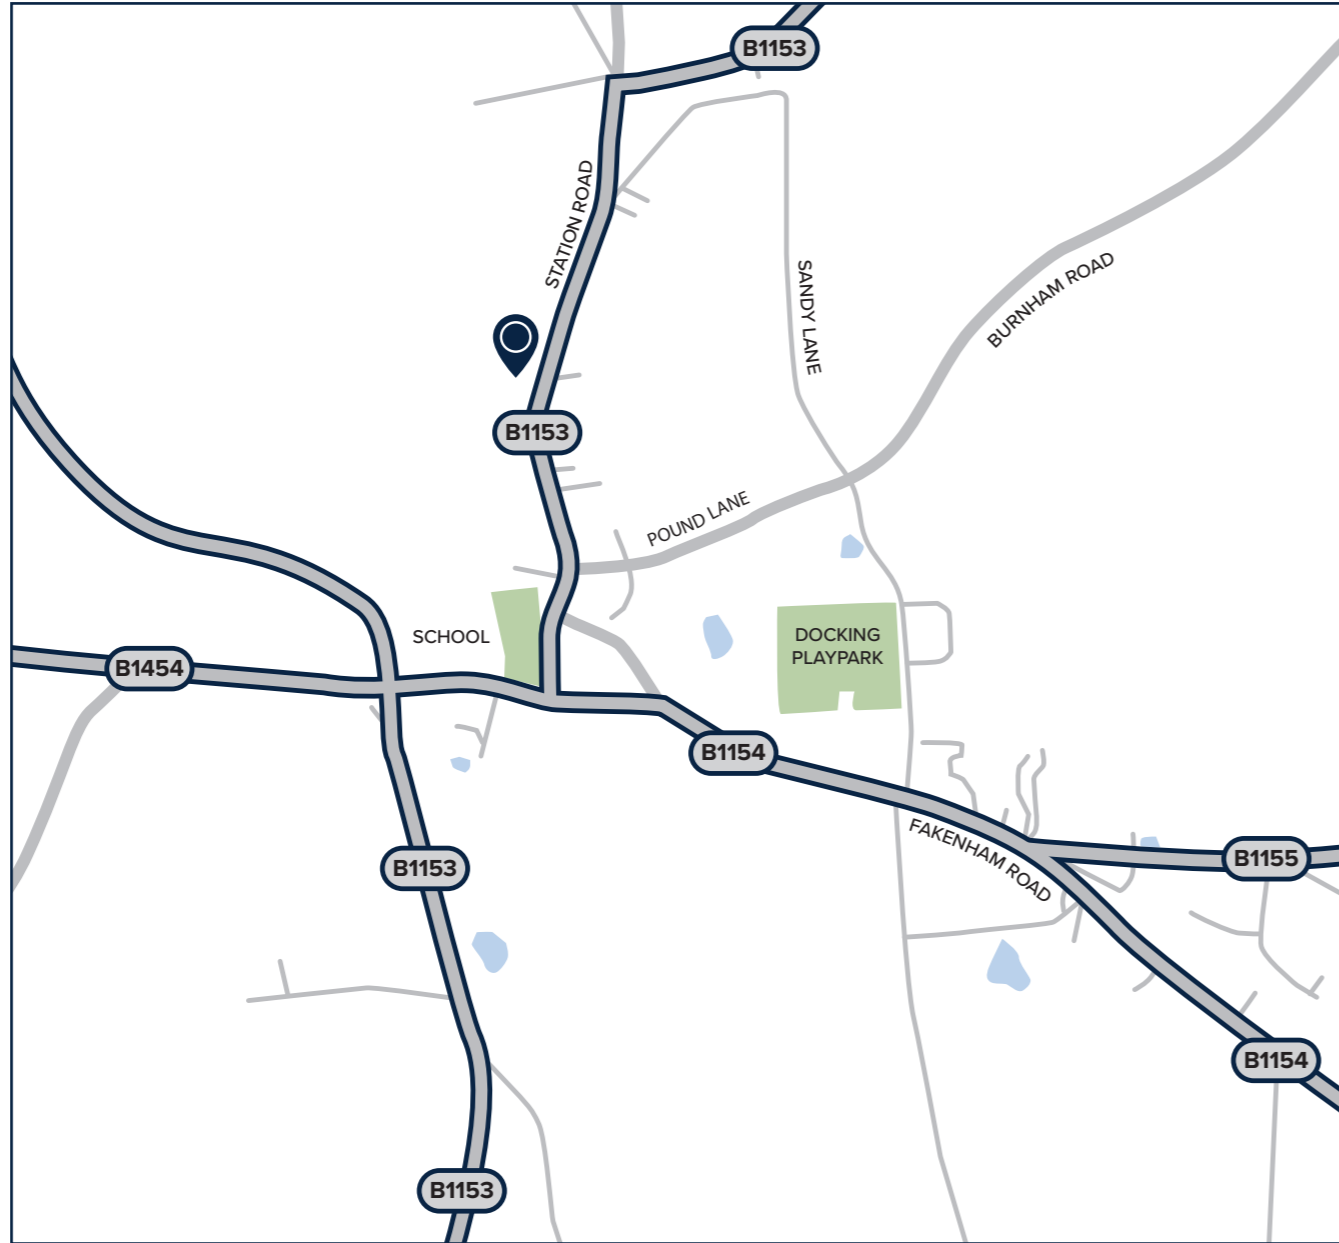 B1153
STATION ROAD
SANDY LANE
BURNHAM ROAD
B1153
POUND LANE
SCHOOL
DOCKING
PLAYPARK
B1454
B1154
FAKENHAM ROAD
B1155
B1153
B1154
B1153